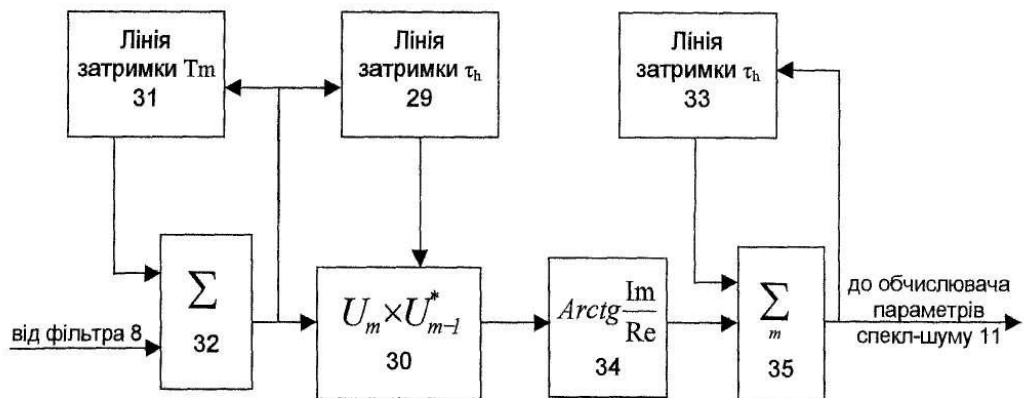 Лінія
затримки Tm
31
Лінія
затримки τh
29
Лінія
затримки τh
33
від фільтра 8
Σ
32
Um × U*m−1
30
Arctg Im/Re
34
Σ
m
35
до обчислювача
параметрів
спекл-шуму 11